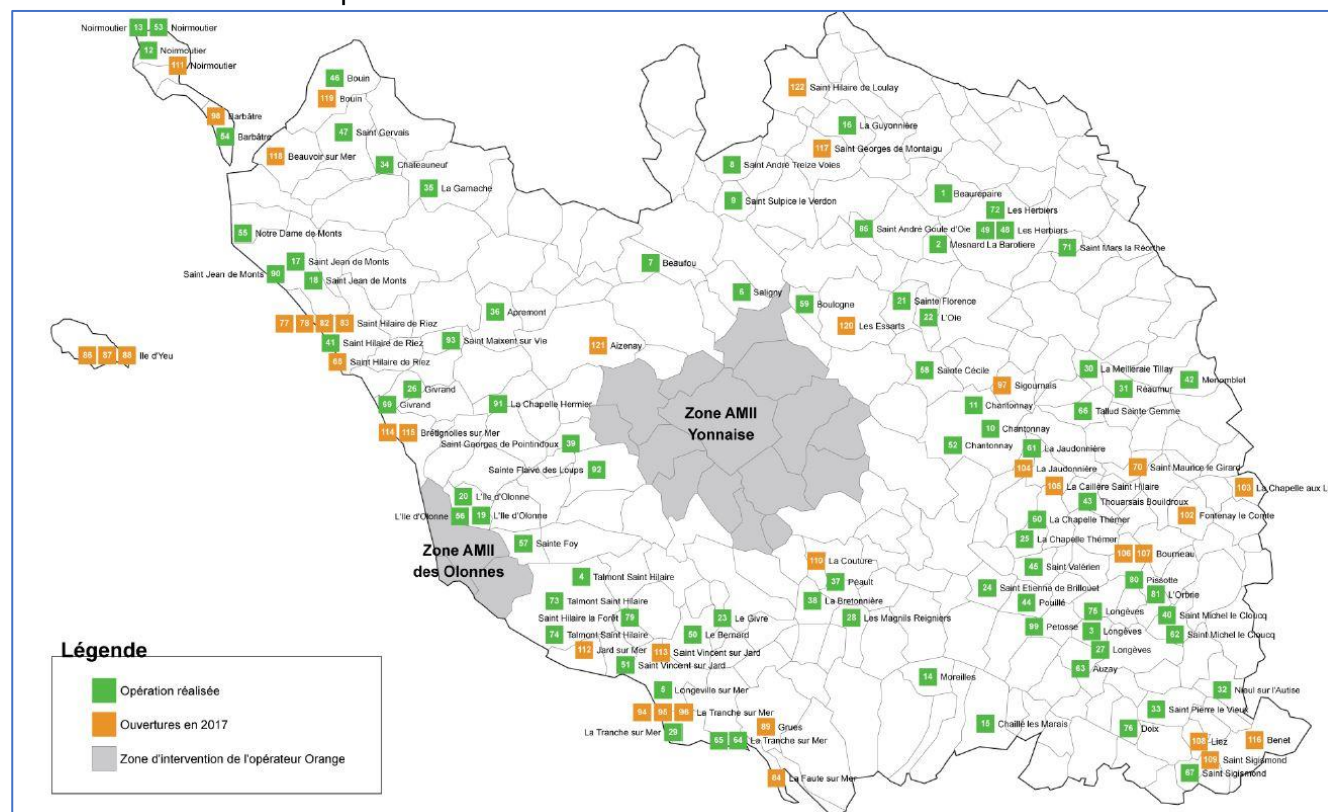 Noirmoutier 13 53 Noirmoutier
12 Noirmoutier
111 Noirmoutier
46 Bouin
119 Bouin
122 Saint Hilaire de Loulay
98 Barbâtre
54 Barbâtre
47 Saint Gervais
16 La Guyonnière
117 Saint Georges de Montaigu
118 Beauvoir sur Mer
34 Châteauneuf
Saint André Treize Voies
35 La Garnache
9 Saint Sulpice le Verdon
1 Beaurepaire
72 Les Herbiers
55 Notre Dame de Monts
Saint André Goule d'Oie
49 48 Les Herbiers
2 Mesnard La Barotière
71 Saint Mars la Réorthe
17 Saint Jean de Monts
7 Beaufou
Saint Jean de Monts 90
18 Saint Jean de Monts
6 Saligny
59 Boulogne
21 Sainte Florence
36 Apremont
22 L'Oie
77 78 82 83 Saint Hilaire de Riez
120 Les Essarts
41 Saint Hilaire de Riez
93 Saint Maixent sur Vie
121 Aizenay
86 87 88 Ile d'Yeu
Saint Hilaire de Riez
Sainte Cécile
30 La Meilleraie Tillay
42 Menomblet
26 Givrand
97 Sigournais
31 Réaumur
69 Givrand
91 La Chapelle Hermier
11 Chantonnay
66 Tallud Sainte Gemme
Zone AMII
Yonnaise
114 115 Brétignolles sur Mer
10 Chantonnay
Saint Georges de Pointindoux 39
52 Chantonnay
61 La Jaudonnière
Sainte Flaive des Loups 92
104 La Jaudonnière
70 Saint Maurice le Girard
105 La Caillère Saint Hilaire
103 La Chapelle aux L
20 L'Ile d'Olonne
43 Thouarsais Bouildroux
L'Ile d'Olonne 56 19 L'Ile d'Olonne
60 La Chapelle Thémer
102 Fontenay le Comte
25 La Chapelle Thémer
57 Sainte Foy
Zone AMII
des Olonnes
106 107 Bourneau
110 La Couture
45 Saint Valérien
4 Talmont Saint Hilaire
37 Péault
80 Pissotte
24 Saint Etienne de Brillouet
81 L'Orbrie
73 Talmont Saint Hilaire
38 La Bretonnière
44 Pouillé
Saint Hilaire la Forêt 79
23 Le Givre
28 Les Magnils Reigniers
75 Longèves
40 Saint Michel le Cloucq
99 Petosse
3 Longèves
62 Saint Michel le Cloucq
74 Talmont Saint Hilaire
50 Le Bernard
112 Jard sur Mer
113 Saint Vincent sur Jard
27 Longèves
51 Saint Vincent sur Jard
63 Auzay
14 Moreilles
Longeville sur Mer
32 Nieul sur l'Autise
94 95 96 La Tranche sur Mer
33 Saint Pierre le Vieux
La Tranche sur Mer 29
89 Grues
15 Chaillé les Marais
76 Doix
64 La Tranche sur Mer
Liez
116 Benet
109 Saint Sigismond
67 Saint Sigismond
La Faute sur Mer
Légende
Opération réalisée
Ouvertures en 2017
Zone d'intervention de l'opérateur Orange